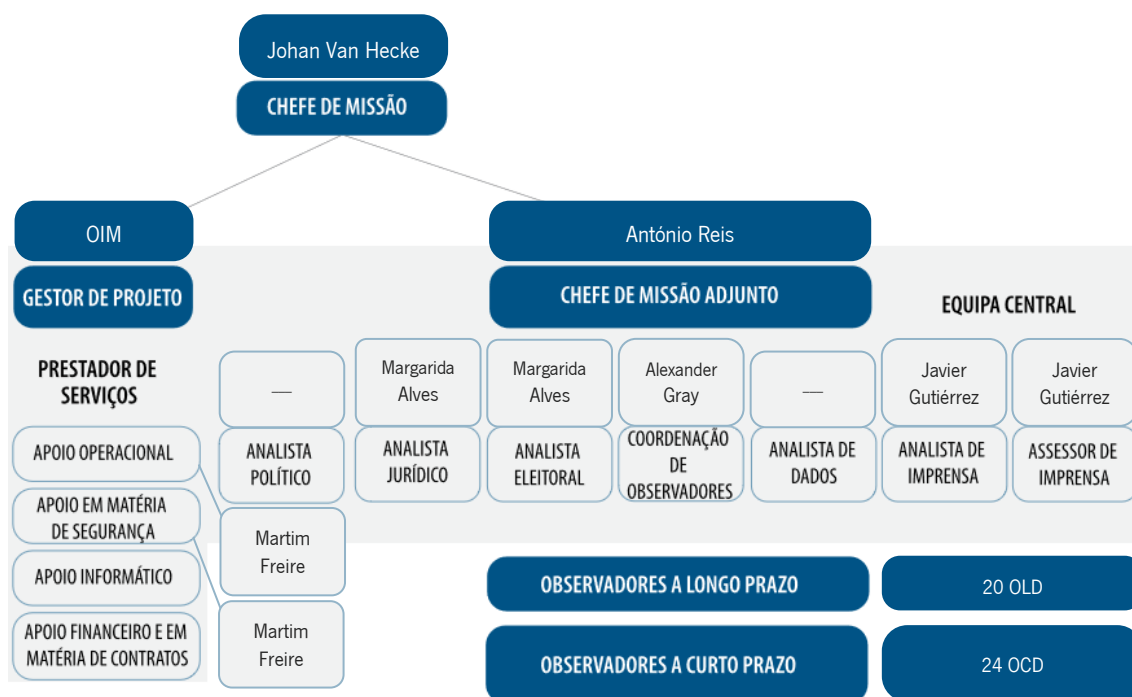 Johan Van Hecke
CHEFE DE MISSÃO
OIM
GESTOR DE PROJETO
António Reis
CHEFE DE MISSÃO ADJUNTO
EQUIPA CENTRAL
PRESTADOR DE
SERVIÇOS
APOIO OPERACIONAL
APOIO EM MATÉRIA
DE SEGURANÇA
APOIO INFORMÁTICO
APOIO FINANCEIRO E EM
MATÉRIA DE CONTRATOS
—
ANALISTA
POLÍTICO
Margarida
Alves
ANALISTA
JURÍDICO
Margarida
Alves
ANALISTA
ELEITORAL
Alexander
Gray
COORDENAÇÃO
DE
OBSERVADORES
—
ANALISTA DE
DADOS
Javier
Gutiérrez
ANALISTA DE
IMPRENSA
Javier
Gutiérrez
ASSESSOR DE
IMPRENSA
Martim
Freire
Martim
Freire
OBSERVADORES A LONGO PRAZO
20 OLD
OBSERVADORES A CURTO PRAZO
24 OCD